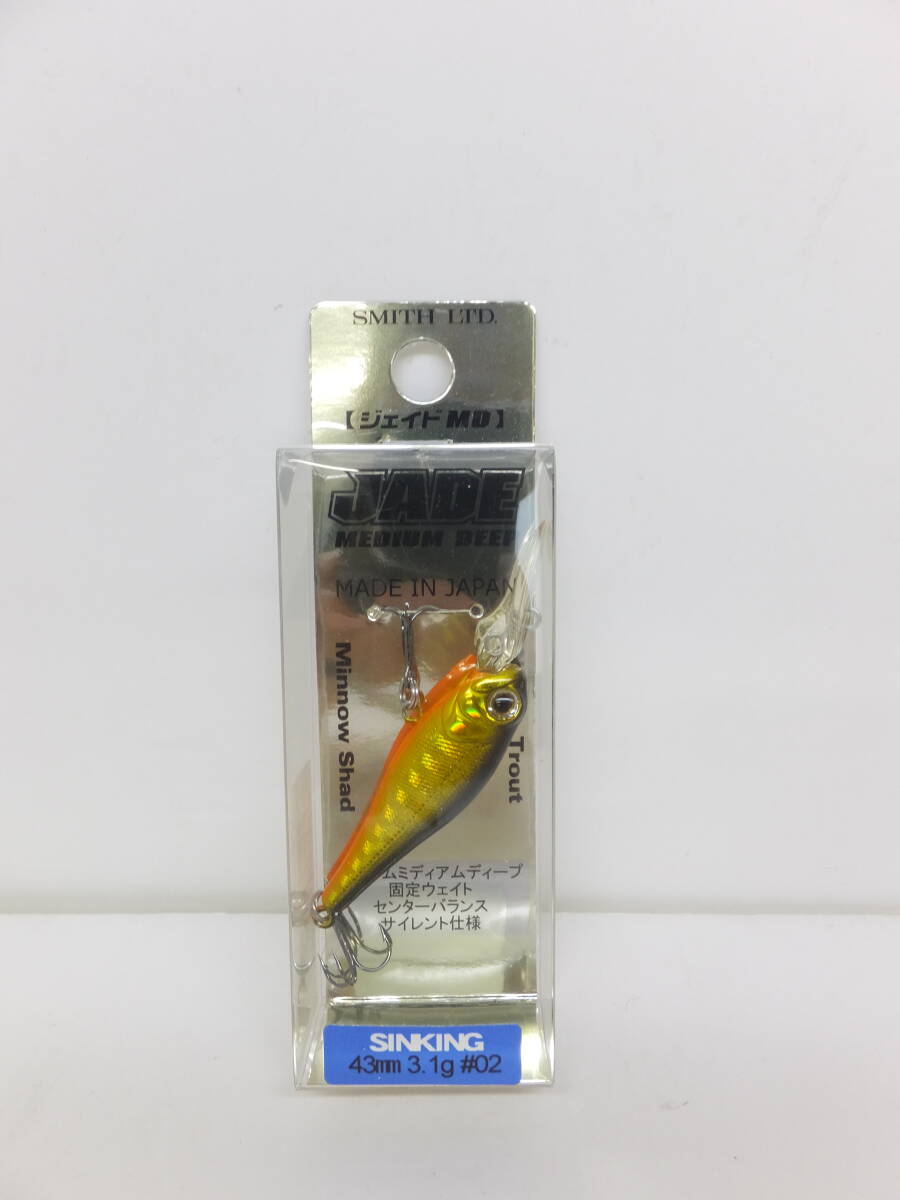 SMITH LTD.
【ジェイドMD】
JADE
MEDIUM DEEP
MADE IN JAPAN
Minnow Shad
Trout
ムミディアムディープ
固定ウェイト
センターバランス
サイレント仕様
SINKING
43mm 3.1g #02